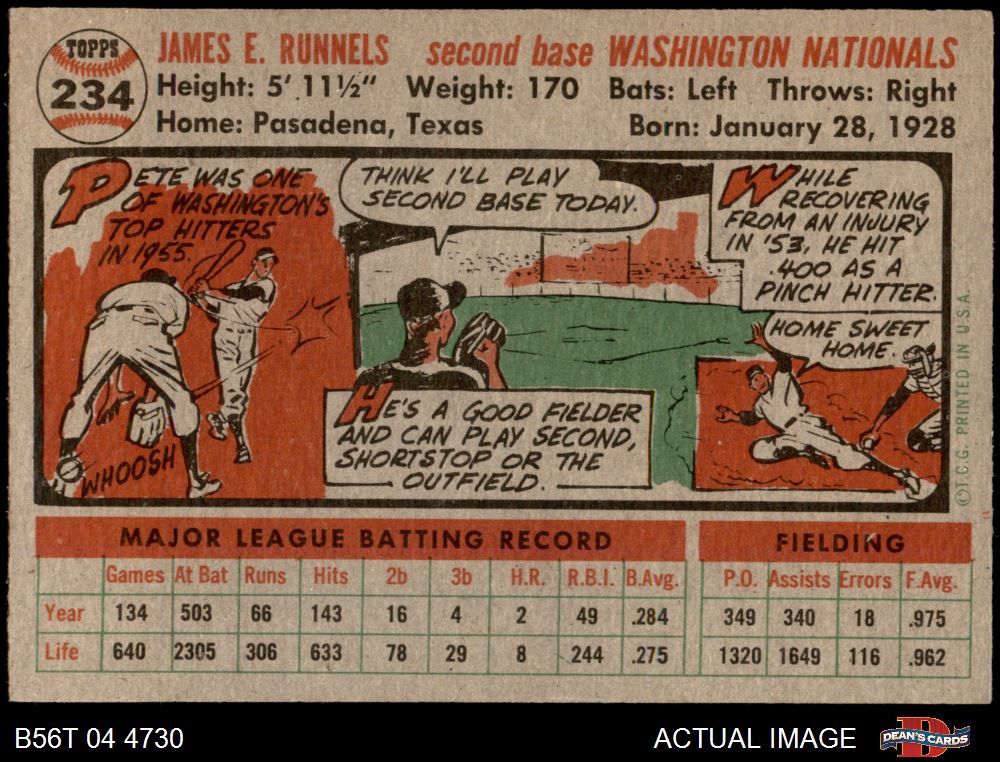 TOPPS
234
JAMES E. RUNNELS second base WASHINGTON NATIONALS
Height: 5' 11½" Weight: 170 Bats: Left Throws: Right
Home: Pasadena, Texas Born: January 28, 1928
PETE WAS ONE
OF WASHINGTON'S
TOP HITTERS
IN 1955.
WHOOSH
THINK I'LL PLAY
SECOND BASE TODAY.
HE'S A GOOD FIELDER
AND CAN PLAY SECOND,
SHORTSTOP OR THE
OUTFIELD.
WHILE
RECOVERING
FROM AN INJURY
IN '53, HE HIT
.400 AS A
PINCH HITTER.
HOME SWEET
HOME.
©T.C.G. PRINTED IN U.S.A.
MAJOR LEAGUE BATTING RECORD FIELDING
Games At Bat Runs Hits 2b 3b H.R. R.B.I. B.Avg. P.O. Assists Errors F.Avg.
Year 134 503 66 143 16 4 2 49 .284 349 340 18 .975
Life 640 2305 306 633 78 29 8 244 .275 1320 1649 116 .962
B56T 04 4730 ACTUAL IMAGE DEAN'S CARDS